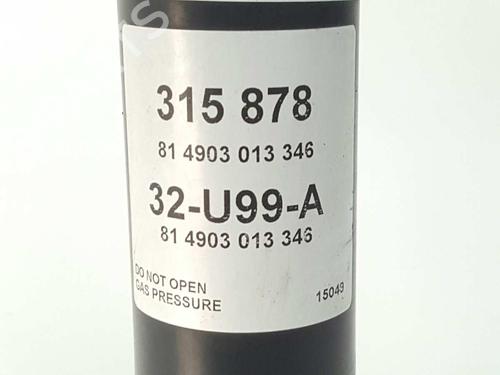 315 878
81 4903 013 346
32-U99-A
81 4903 013 346
DO NOT OPEN
GAS PRESSURE
15049